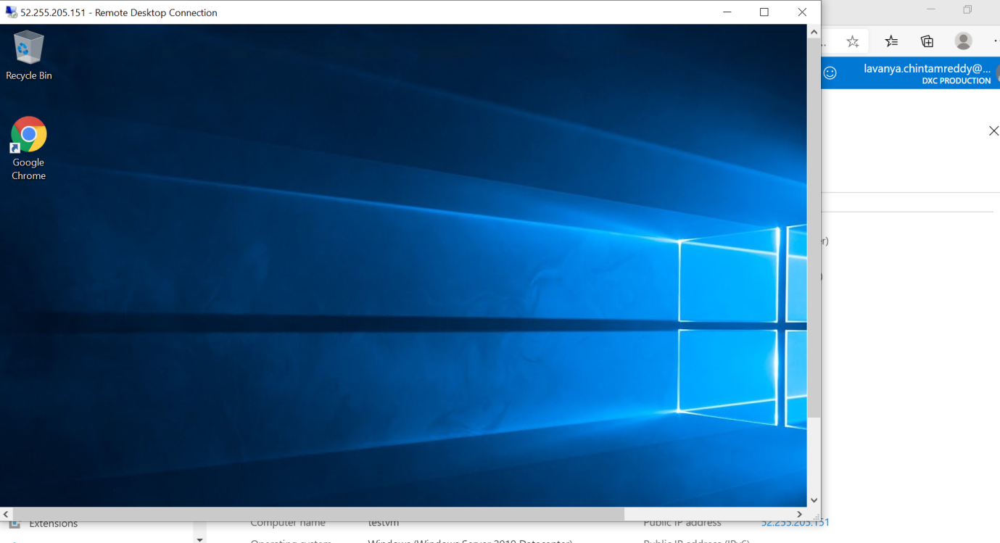 52.255.205.151 - Remote Desktop Connection
Recycle Bin
Google
Chrome
lavanya.chintamreddy@...
DXC PRODUCTION
er)
)
Extensions
Computer name
testvm
Public IP address
52.255.205.151
Operating system
Windows (Windows Server 2019 Datacenter)
Public IP address (IPv6)